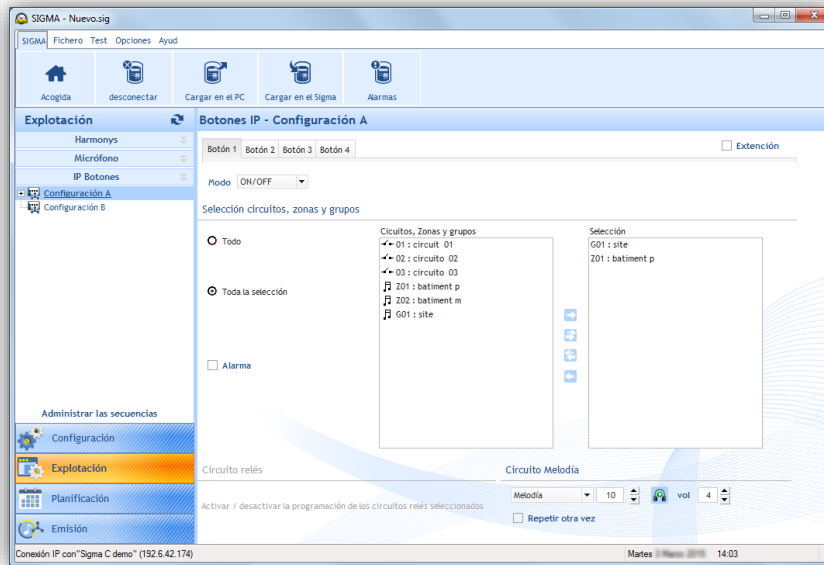 SIGMA - Nuevo.sig
SIGMA Fichero Test Opciones Ayud
Acogida desconectar Cargar en el PC Cargar en el Sigma Alarmas
Explotación
Harmonys
Micrófono
IP Botones
Configuración A
Configuración B
Administrar las secuencias
Configuración
Explotación
Planificación
Emisión
Botones IP - Configuración A
Botón 1 Botón 2 Botón 3 Botón 4
Extención
Modo ON/OFF
Selección circuitos, zonas y grupos
Todo
Toda la selección
Alarma
Cicuitos, Zonas y grupos
01 : circuit 01
02 : circuito 02
03 : circuito 03
Z01 : batiment p
Z02 : batiment m
G01 : site
Selección
G01 : site
Z01 : batiment p
Circuito relés
Activar / desactivar la programación de los circuitos relés seleccionados
Circuito Melodía
Melodía 10 vol 4
Repetir otra vez
Conexión IP con"Sigma C demo" (192.6.42.174)
Martes 3 Marzo 2015 14:03